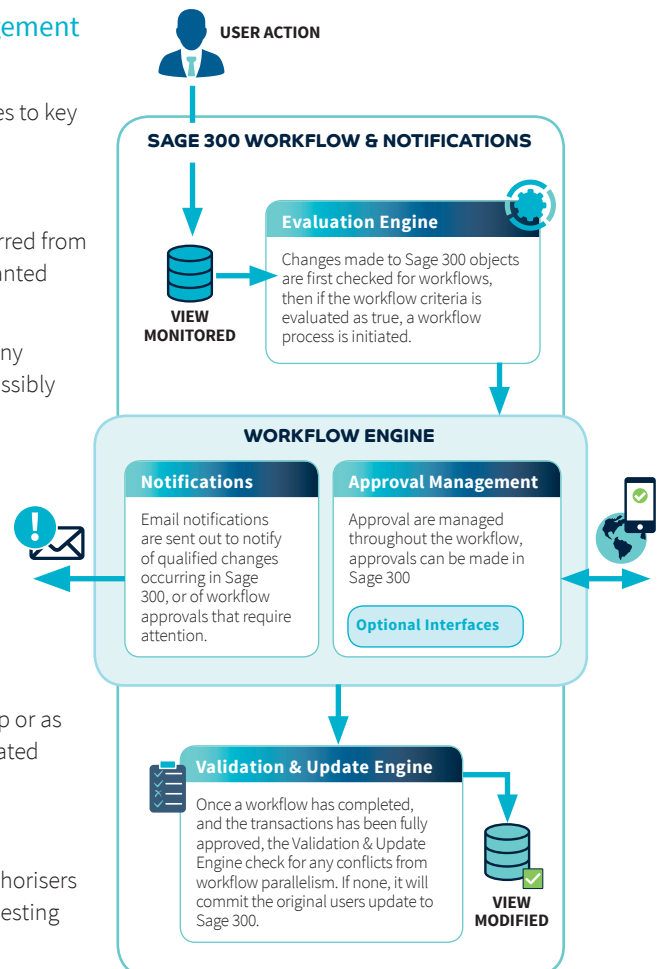 gement
es to key
rred from
anted
ny
ssibly
p or as
ated
horisers
esting
USER ACTION
SAGE 300 WORKFLOW & NOTIFICATIONS
VIEW
MONITORED
Evaluation Engine
Changes made to Sage 300 objects
are first checked for workflows,
then if the workflow criteria is
evaluated as true, a workflow
process is initiated.
WORKFLOW ENGINE
Notifications
Email notifications
are sent out to notify
of qualified changes
occurring in Sage
300, or of workflow
approvals that require
attention.
Approval Management
Approval are managed
throughout the workflow,
approvals can be made in
Sage 300
Optional Interfaces
Validation & Update Engine
Once a workflow has completed,
and the transactions has been fully
approved, the Validation & Update
Engine check for any conflicts from
workflow parallelism. If none, it will
commit the original users update to
Sage 300.
VIEW
MODIFIED